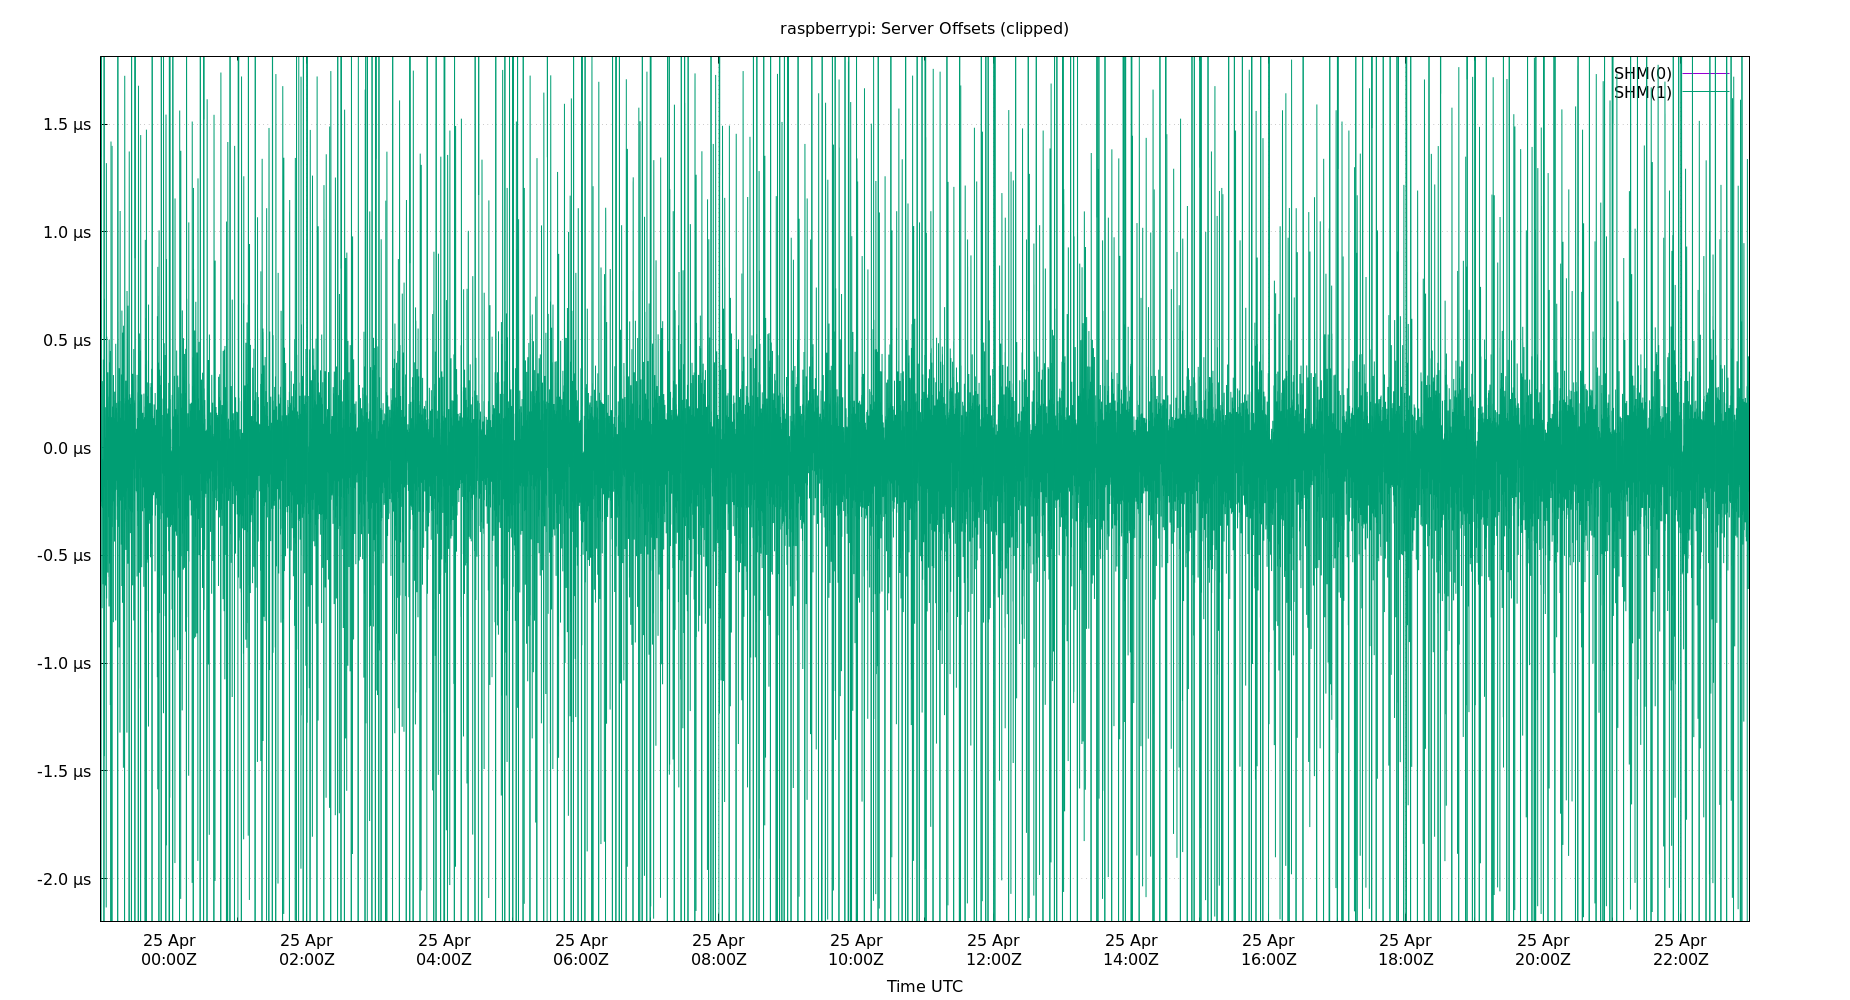 raspberrypi: Server Offsets (clipped)
SHM(0)
SHM(1)
1.5 µs
1.0 µs
0.5 µs
0.0 µs
-0.5 µs
-1.0 µs
-1.5 µs
-2.0 µs
25 Apr 25 Apr 25 Apr 25 Apr 25 Apr 25 Apr 25 Apr 25 Apr 25 Apr 25 Apr 25 Apr 25 Apr
00:00Z 02:00Z 04:00Z 06:00Z 08:00Z 10:00Z 12:00Z 14:00Z 16:00Z 18:00Z 20:00Z 22:00Z
Time UTC